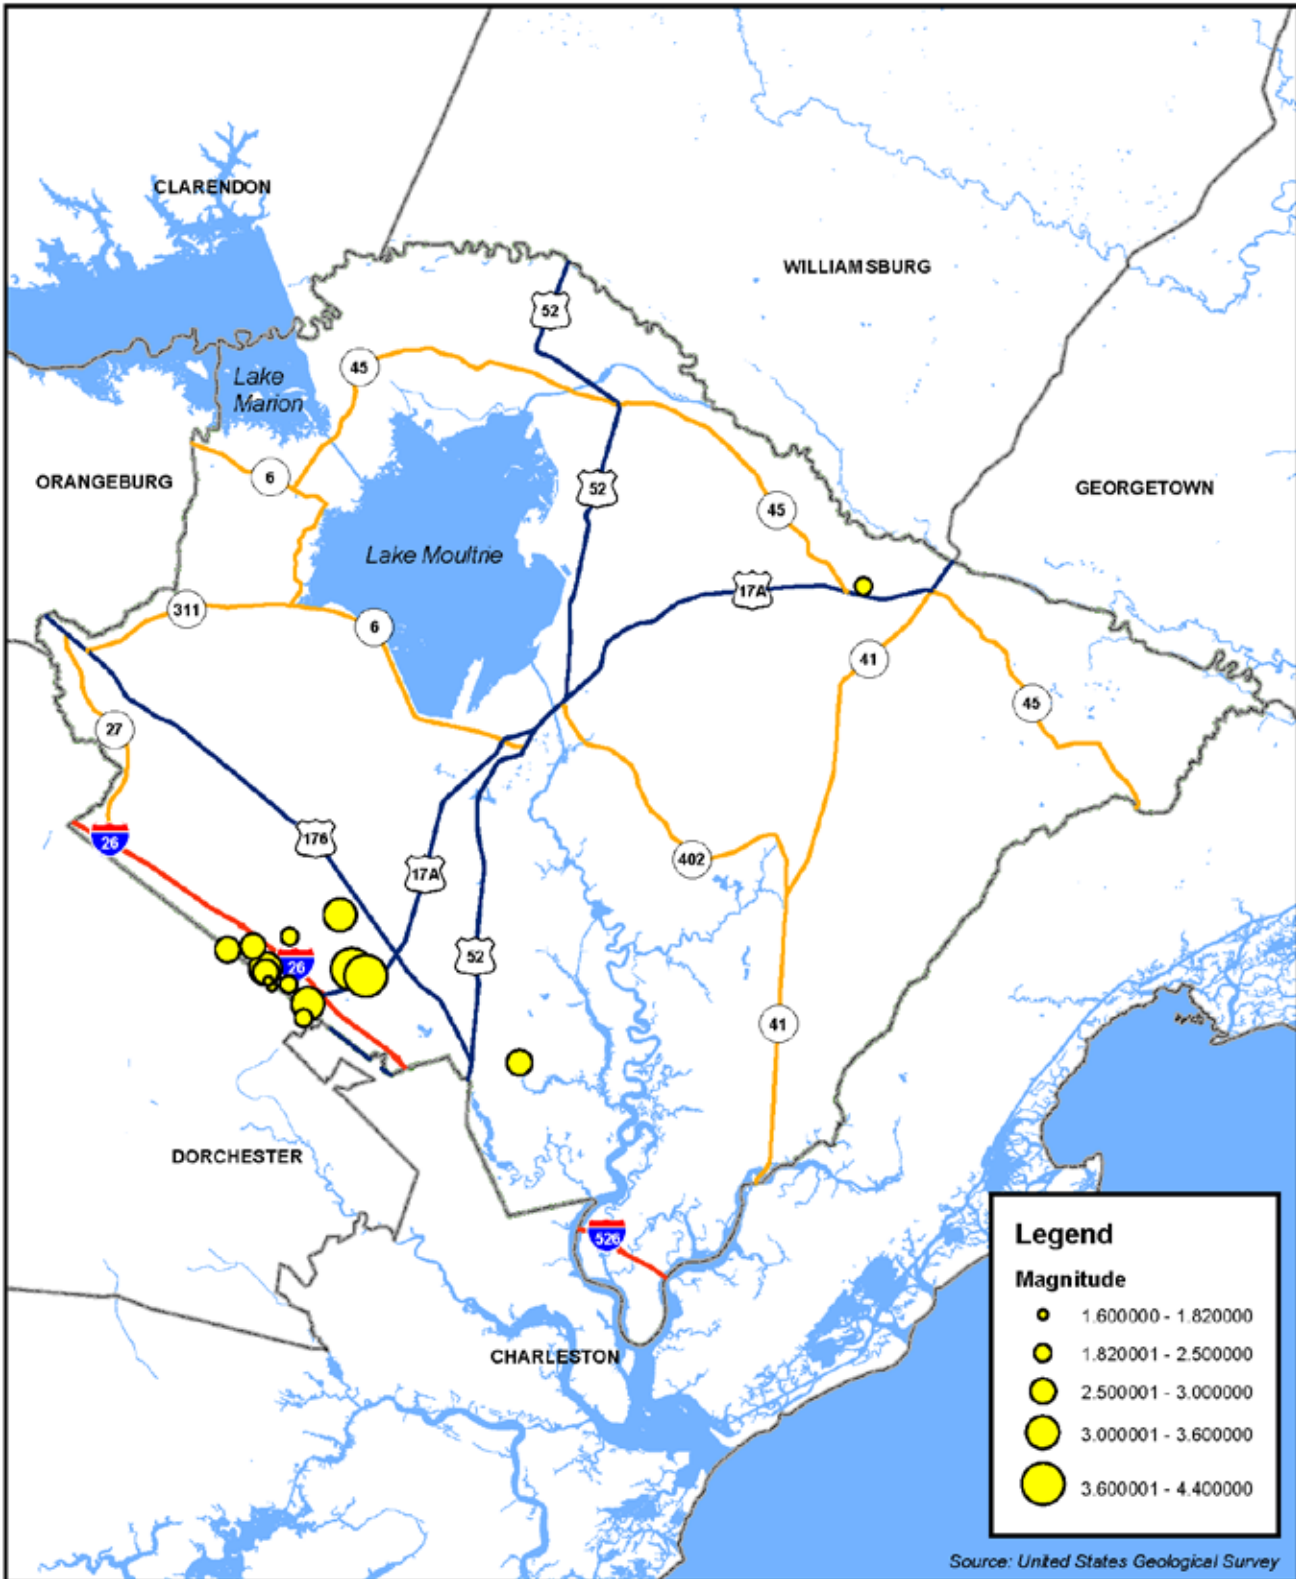 CLARENDON
WILLIAMSBURG
52
45
Lake
Marion
6
ORANGEBURG
52
GEORGETOWN
45
Lake Moultrie
17A
311
6
41
45
27
26
176
402
17A
52
26
41
DORCHESTER
526
CHARLESTON
Legend
Magnitude
1.600000 - 1.820000
1.820001 - 2.500000
2.500001 - 3.000000
3.000001 - 3.600000
3.600001 - 4.400000
Source: United States Geological Survey